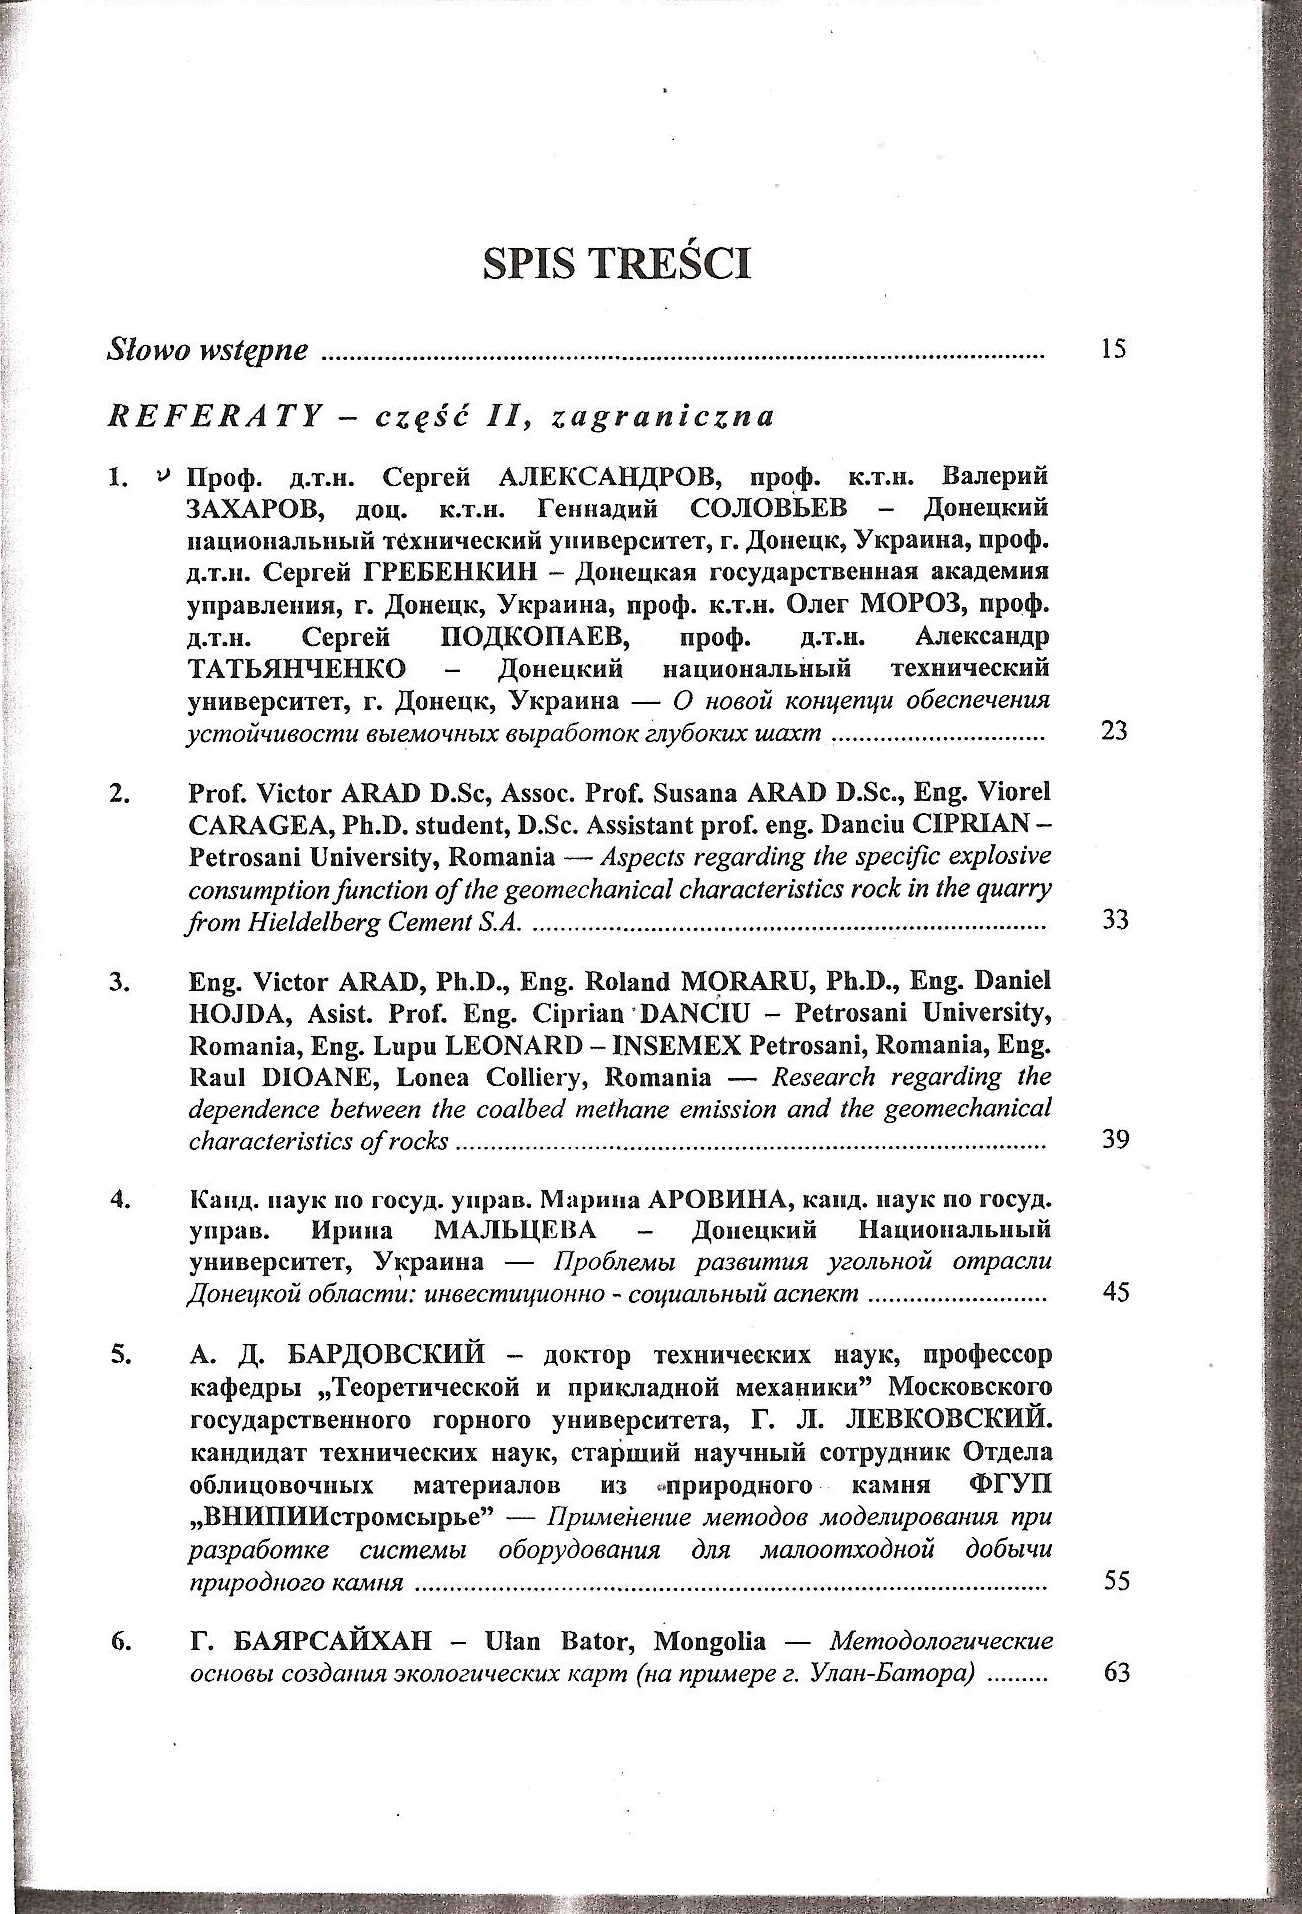 SPIS TREŚCI
Słowo wstępne ........................................ 15
REFERATY – część II, zagraniczna
1. Проф. д.т.н. Сергей АЛЕКСАНДРОВ, проф. к.т.н. Валерий
ЗАХАРОВ, доц. к.т.н. Геннадий СОЛОВЬЕВ – Донецкий
национальный технический университет, г. Донецк, Украина, проф.
д.т.н. Сергей ГРЕБЕНКИН – Донецкая государственная академия
управления, г. Донецк, Украина, проф. к.т.н. Олег МОРОЗ, проф.
д.т.н. Сергей ПОДКОПАЕВ, проф. д.т.н. Александр
ТАТЬЯНЧЕНКО – Донецкий национальный технический
университет, г. Донецк, Украина — О новой концепци обеспечения
устойчивости выемочных выработок глубоких шахт .............................. 23
2. Prof. Victor ARAD D.Sc, Assoc. Prof. Susana ARAD D.Sc., Eng. Viorel
CARAGEA, Ph.D. student, D.Sc. Assistant prof. eng. Danciu CIPRIAN –
Petrosani University, Romania — Aspects regarding the specific explosive
consumption function of the geomechanical characteristics rock in the quarry
from Hieldelberg Cement S.A. ........................................ 33
3. Eng. Victor ARAD, Ph.D., Eng. Roland MORARU, Ph.D., Eng. Daniel
HOJDA, Asist. Prof. Eng. Ciprian DANCIU – Petrosani University,
Romania, Eng. Lupu LEONARD – INSEMEX Petrosani, Romania, Eng.
Raul DIOANE, Lonea Colliery, Romania — Research regarding the
dependence between the coalbed methane emission and the geomechanical
characteristics of rocks ........................................ 39
4. Канд. наук по госуд. управ. Марина АРОВИНА, канд. наук по госуд.
управ. Ирина МАЛЬЦЕВА – Донецкий Национальный
университет, Украина — Проблемы развития угольной отрасли
Донецкой области: инвестиционно - социальный аспект ......................... 45
5. А. Д. БАРДОВСКИЙ – доктор технических наук, профессор
кафедры „Теоретической и прикладной механики” Московского
государственного горного университета, Г. Л. ЛЕВКОВСКИЙ.
кандидат технических наук, старший научный сотрудник Отдела
облицовочных материалов из природного камня ФГУП
„ВНИПИИстромсырье” — Применение методов моделирования при
разработке системы оборудования для малоотходной добычи
природного камня ........................................ 55
6. Г. БАЯРСАЙХАН – Ulan Bator, Mongolia — Методологические
основы создания экологических карт (на примере г. Улан-Батора) ......... 63